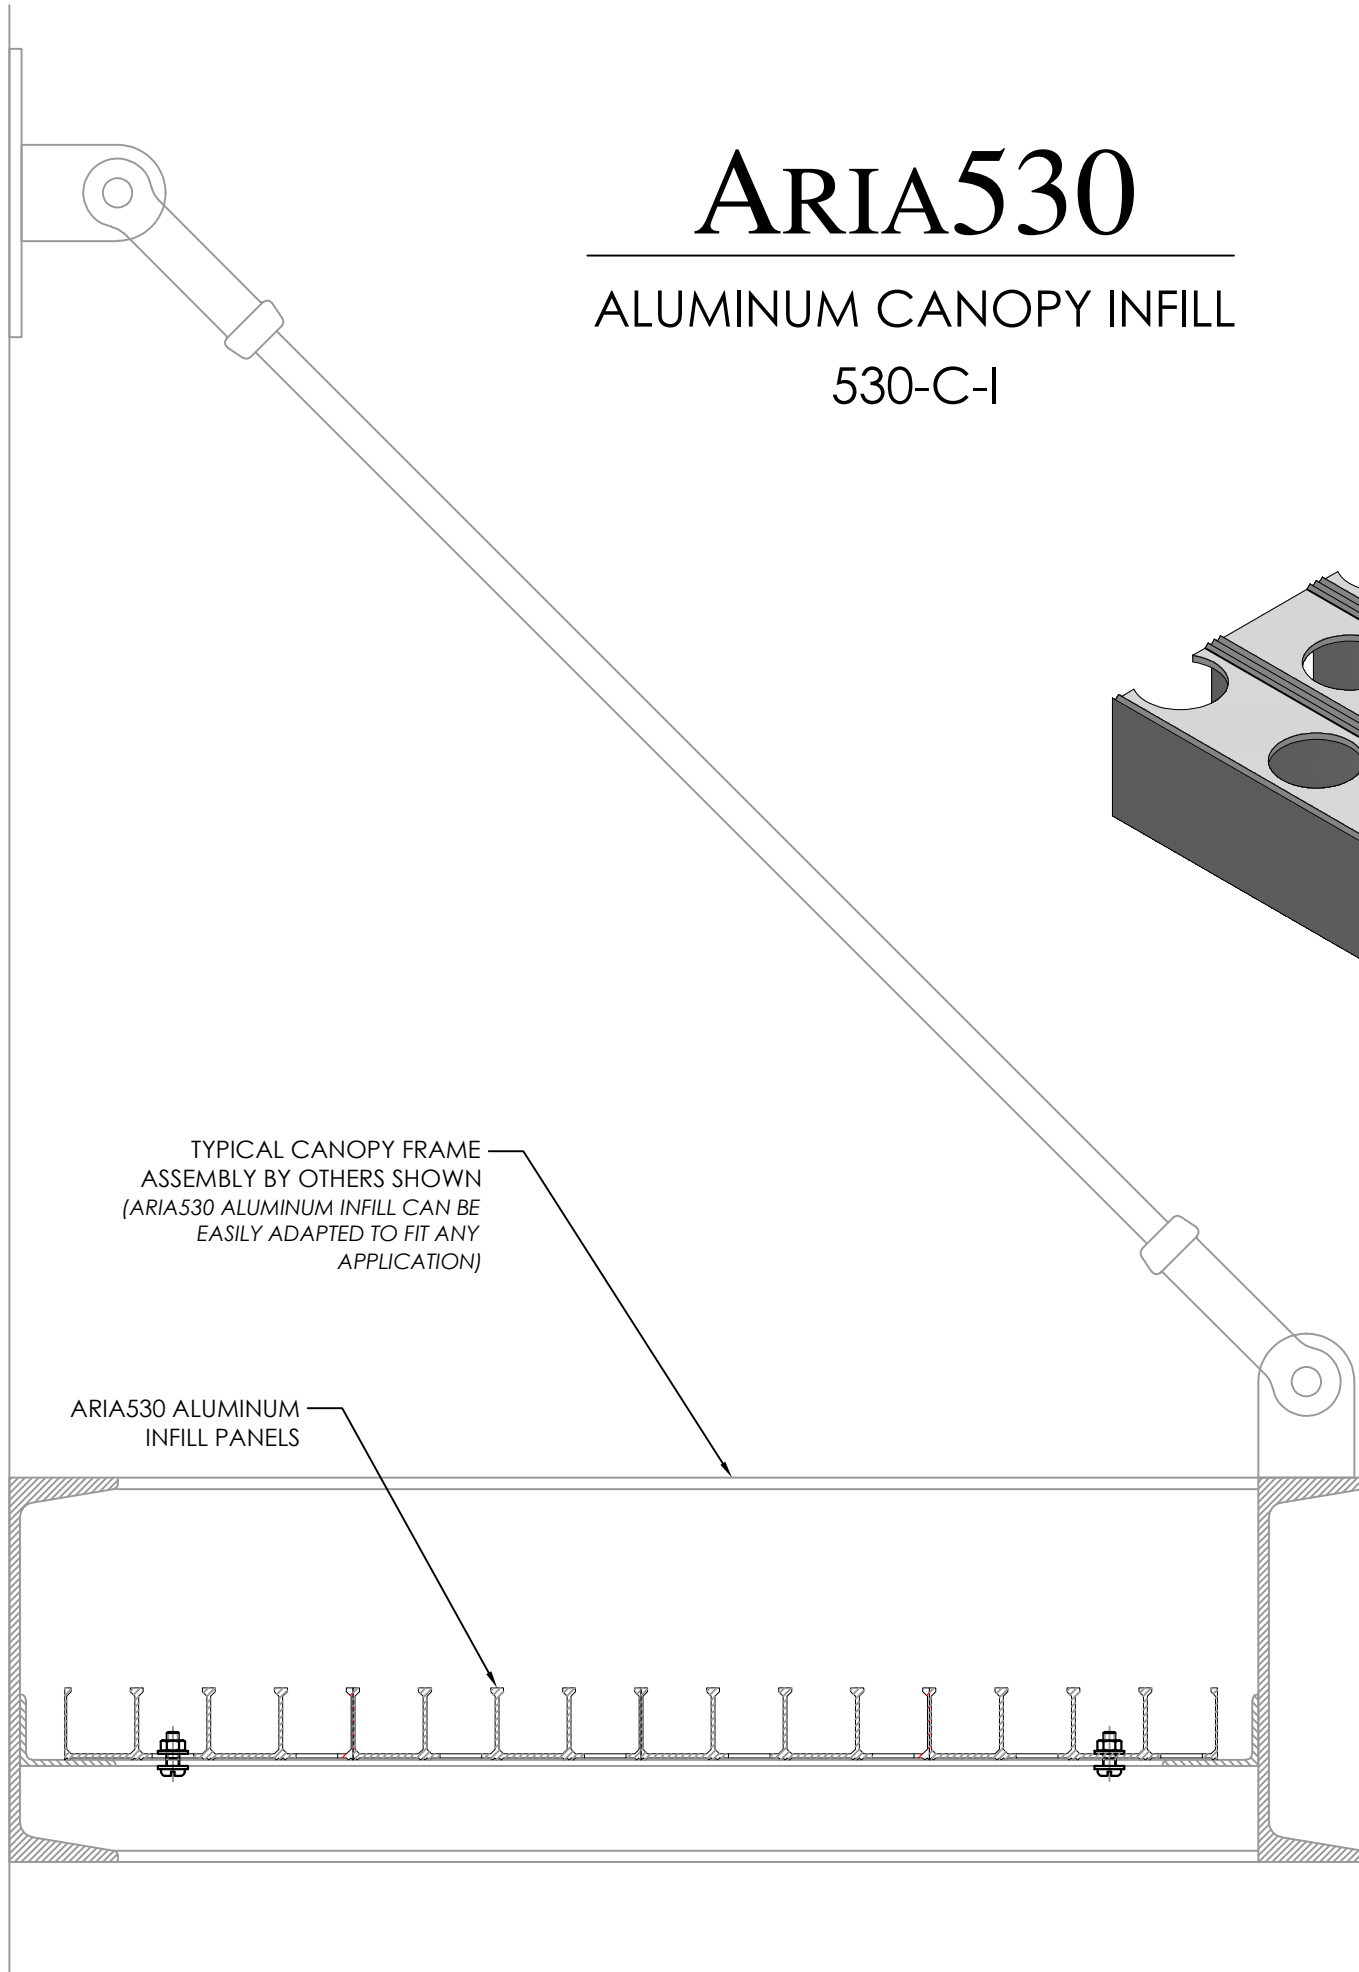 ARIA530
ALUMINUM CANOPY INFILL
530-C-I
TYPICAL CANOPY FRAME
ASSEMBLY BY OTHERS SHOWN
(ARIA530 ALUMINUM INFILL CAN BE
EASILY ADAPTED TO FIT ANY
APPLICATION)
ARIA530 ALUMINUM
INFILL PANELS